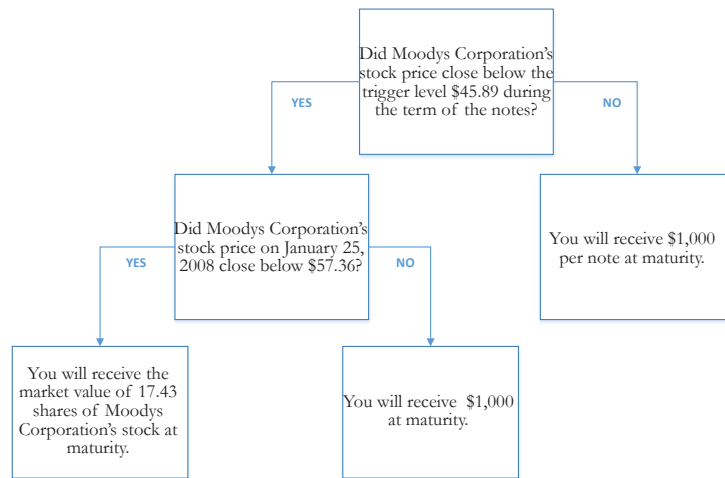 Did Moodys Corporation's
stock price close below the
trigger level $45.89 during
the term of the notes?
YES
NO
Did Moodys Corporation's
stock price on January 25,
2008 close below $57.36?
You will receive $1,000
per note at maturity.
YES
NO
You will receive the
market value of 17.43
shares of Moodys
Corporation's stock at
maturity.
You will receive $1,000
at maturity.